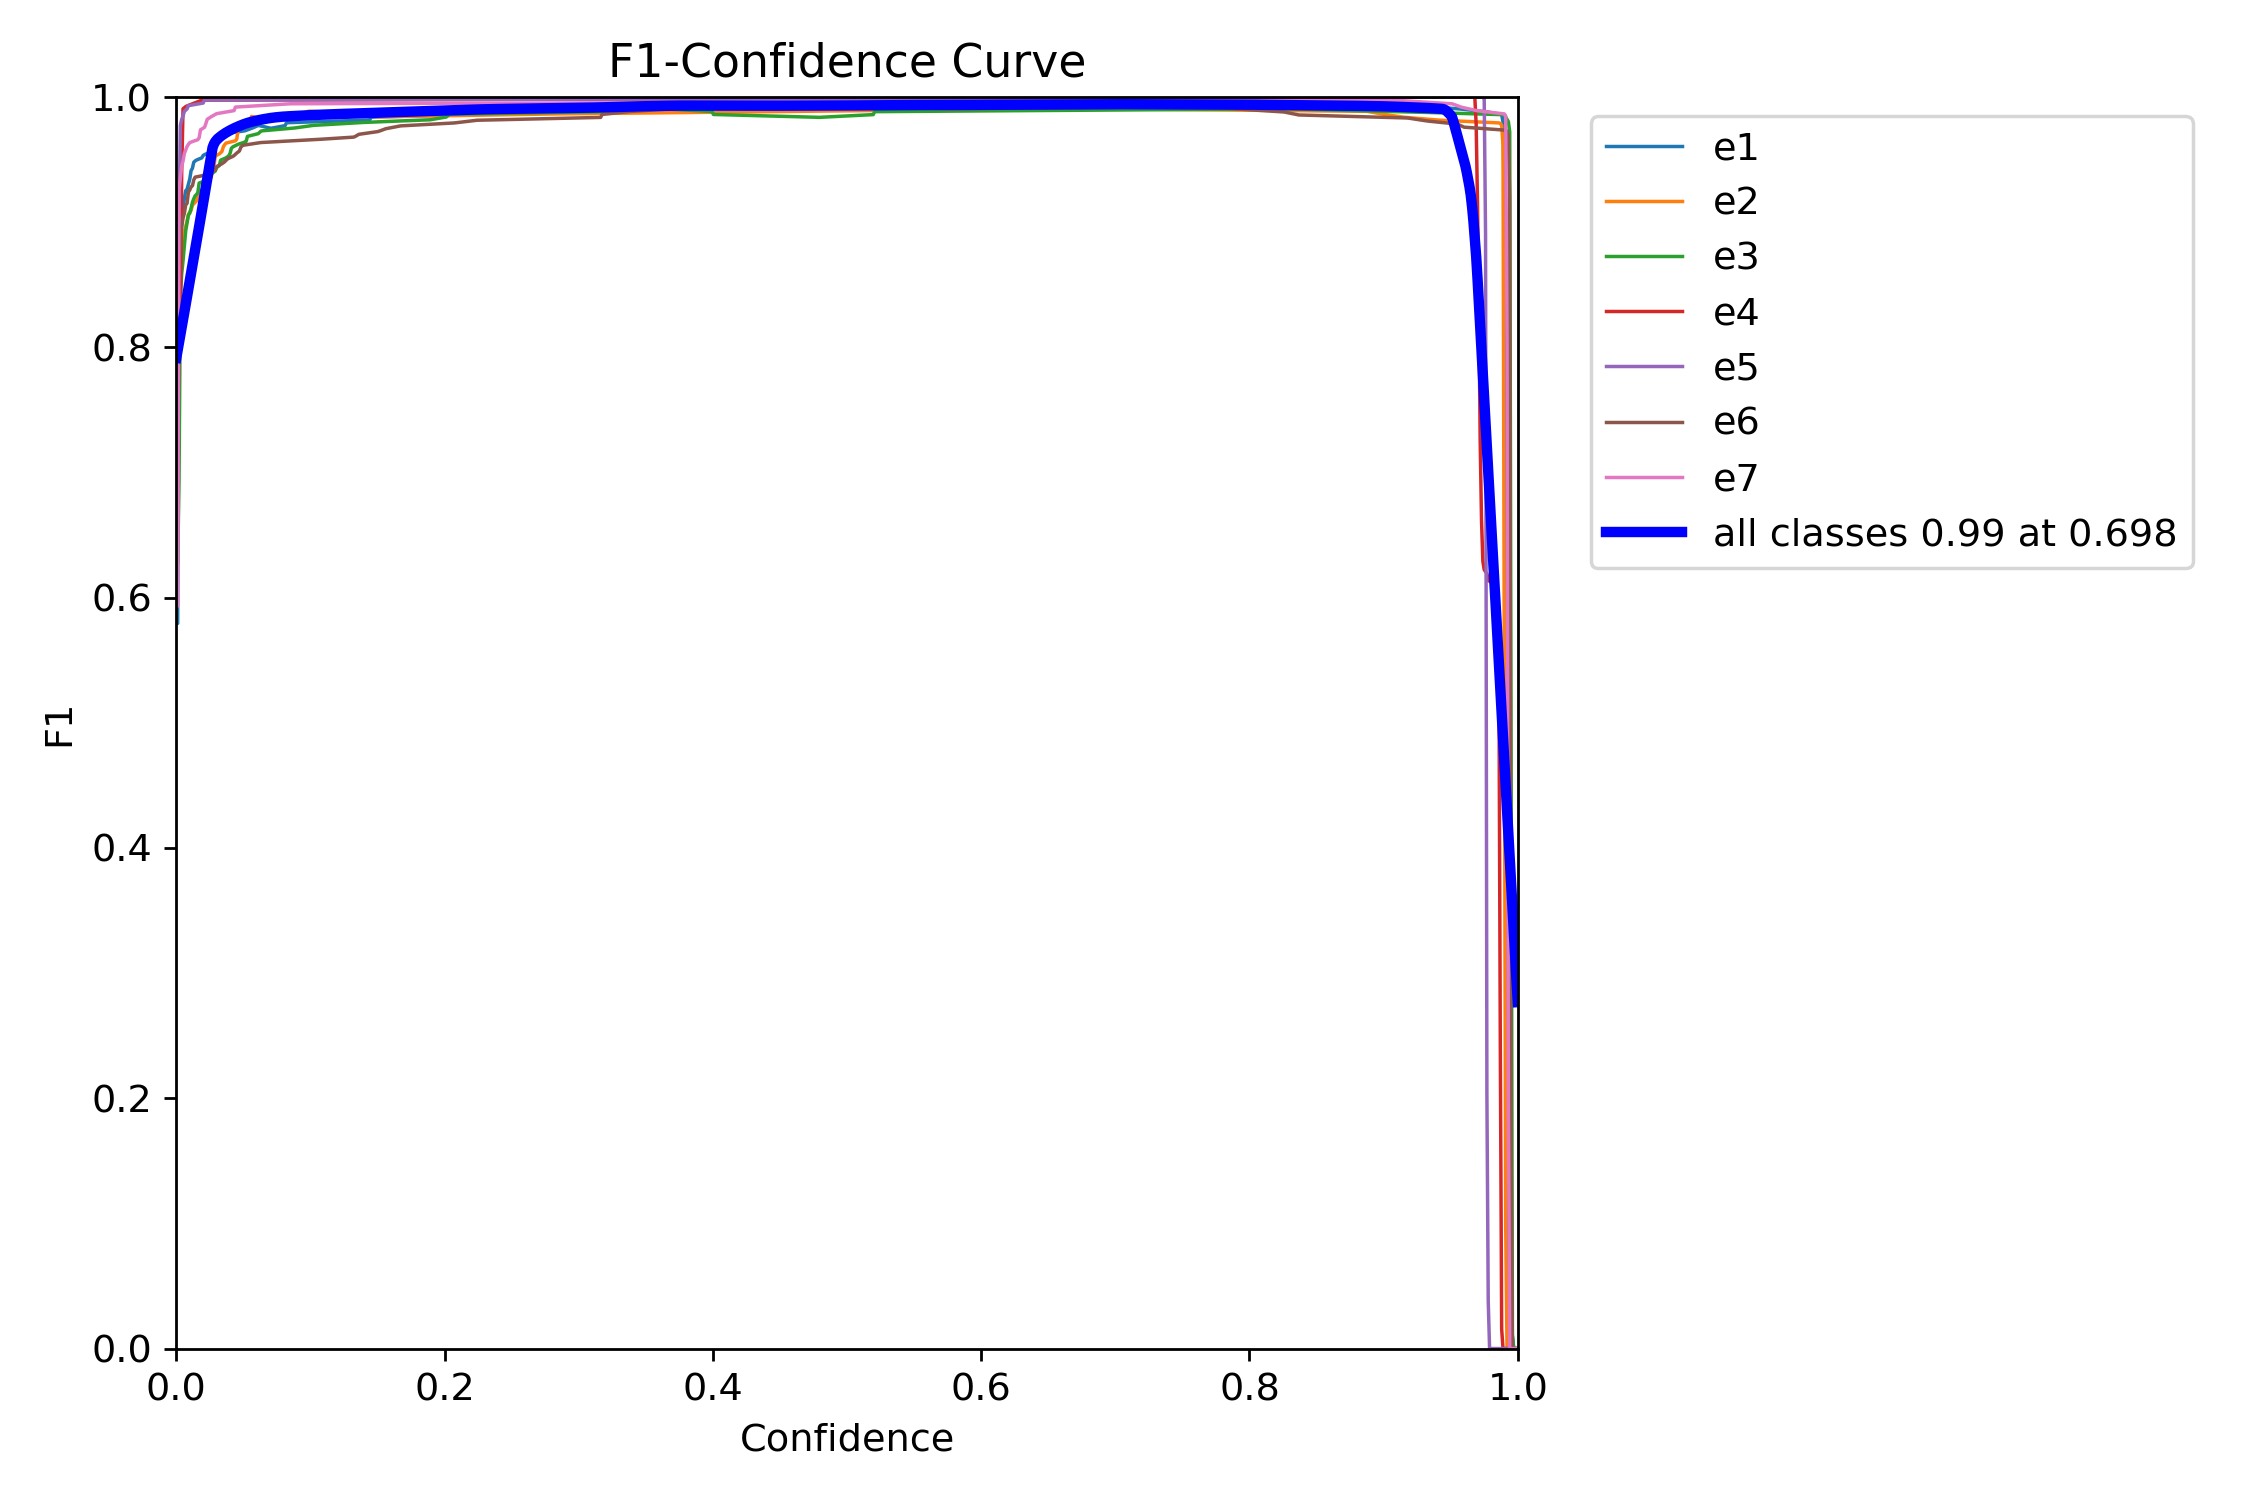 F1-Confidence Curve
1.0
0.8
0.6
0.4
0.2
0.0
F1
0.0 0.2 0.4 0.6 0.8 1.0
Confidence
e1
e2
e3
e4
e5
e6
e7
all classes 0.99 at 0.698